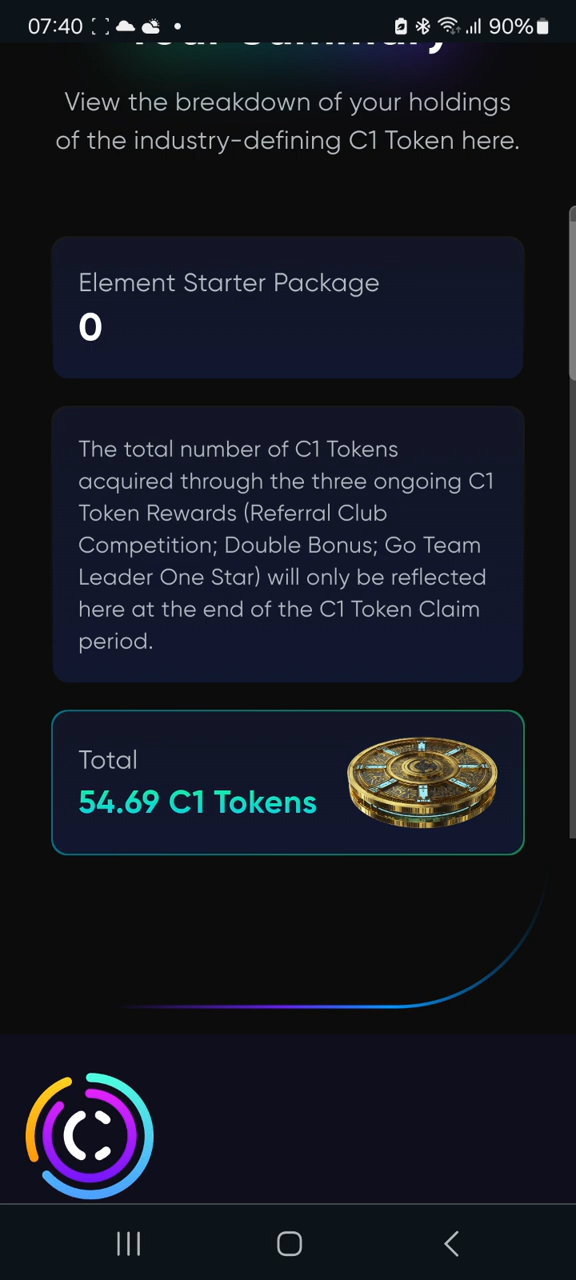 07:40
90%
Your Summary
View the breakdown of your holdings
of the industry-defining C1 Token here.
Element Starter Package
0
The total number of C1 Tokens
acquired through the three ongoing C1
Token Rewards (Referral Club
Competition; Double Bonus; Go Team
Leader One Star) will only be reflected
here at the end of the C1 Token Claim
period.
Total
54.69 C1 Tokens